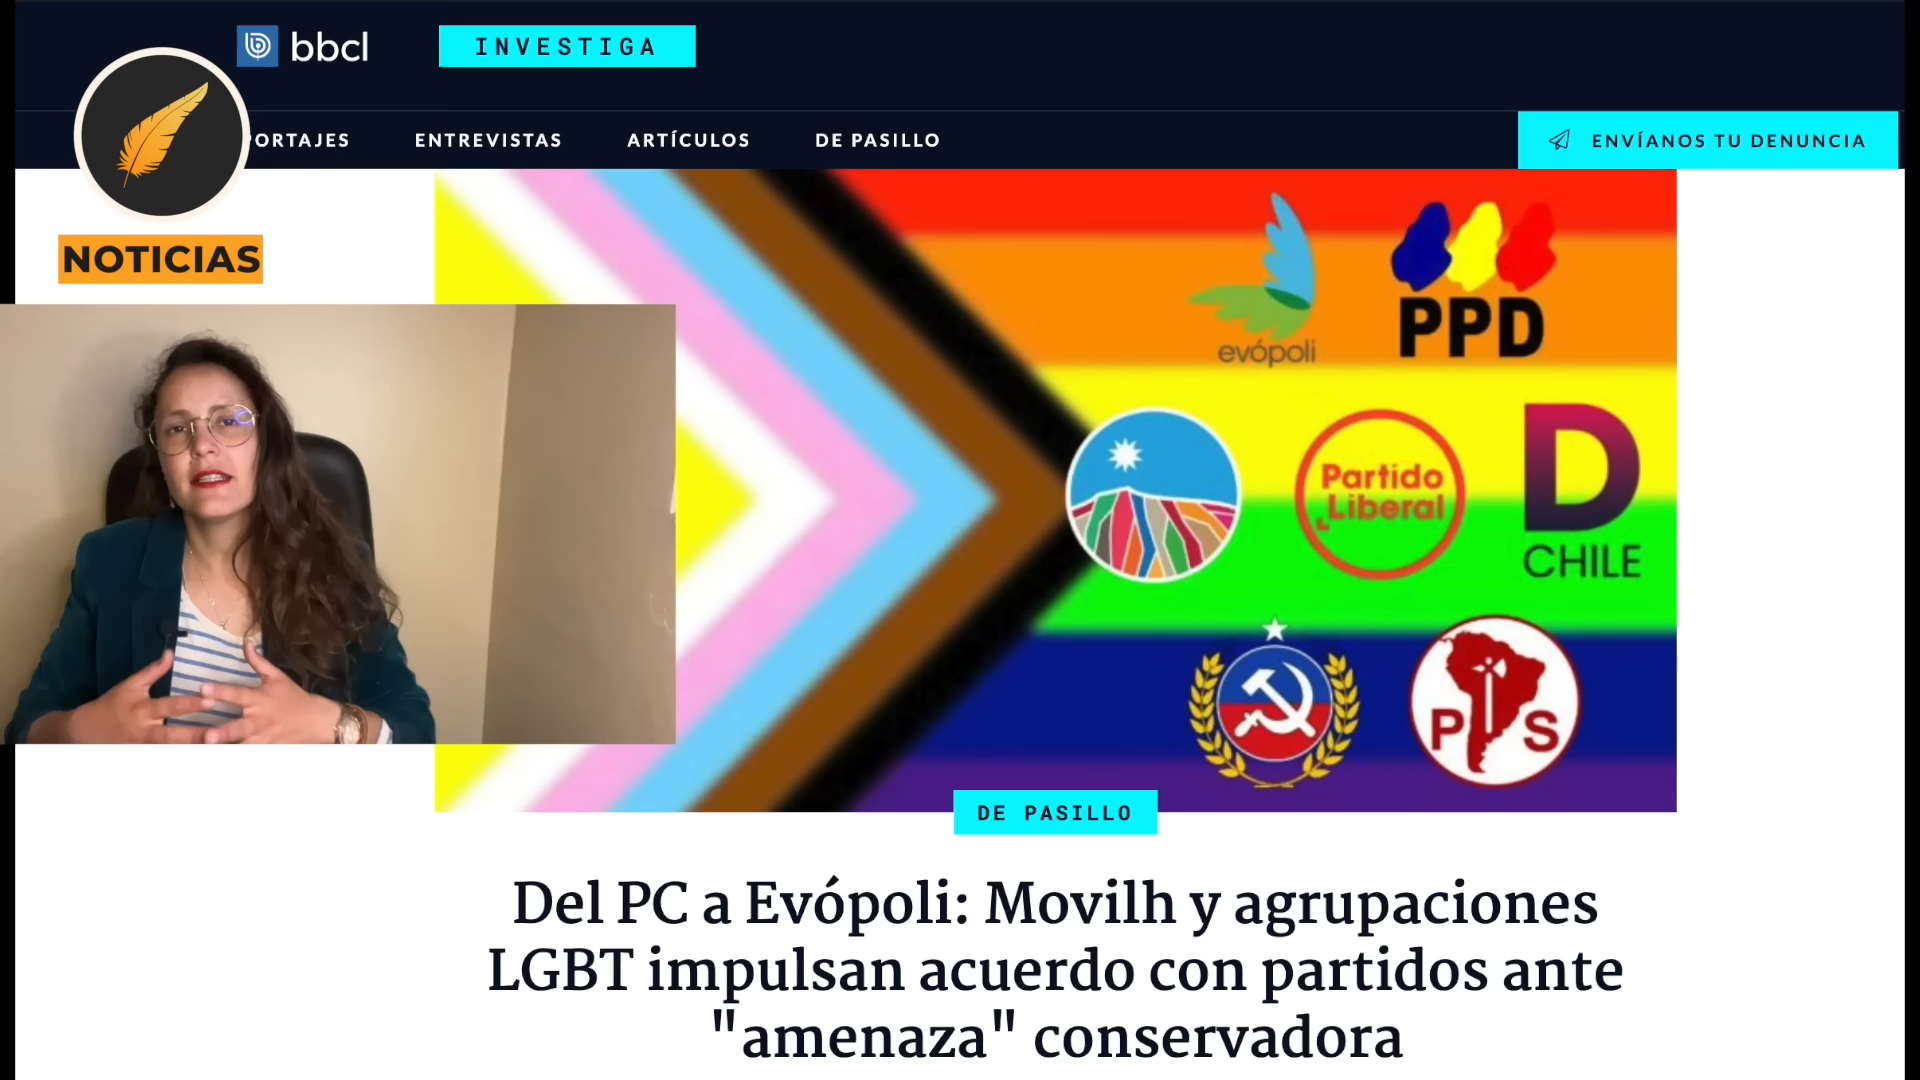 bbcl
INVESTIGA
PORTAJES
ENTREVISTAS
ARTÍCULOS
DE PASILLO
ENVÍANOS TU DENUNCIA
NOTICIAS
evópoli
PPD
Partido
Liberal
D
CHILE
P S
DE PASILLO
Del PC a Evópoli: Movilh y agrupaciones
LGBT impulsan acuerdo con partidos ante
"amenaza" conservadora